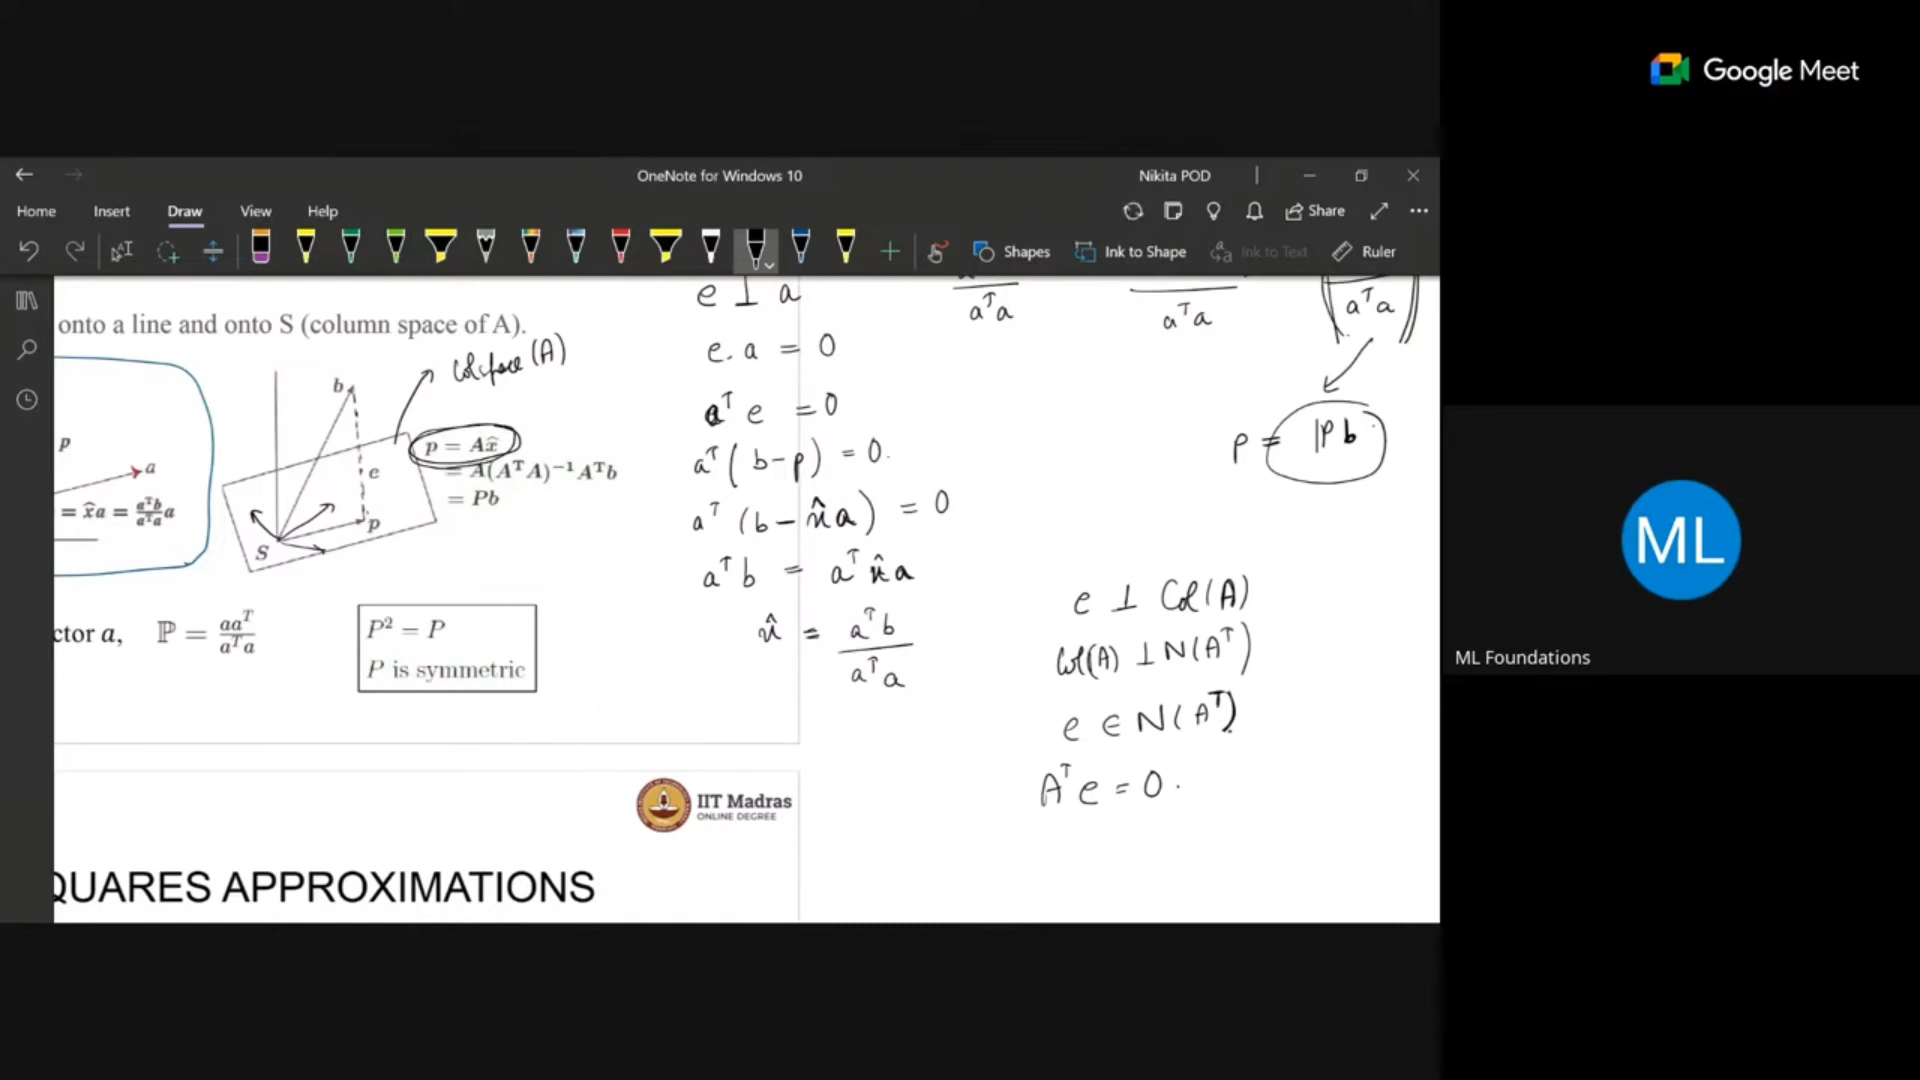 Google Meet
OneNote for Windows 10
Nikita POD
Home
Insert
Draw
View
Help
Share
Shapes
Ink to Shape
Ink to Text
Ruler
onto a line and onto S (column space of A).
p
a
= x̂a = aᵀb/aᵀa a
b
e
p
S
Colspace (A)
p = Ax̂
= A(AᵀA)⁻¹Aᵀb
= Pb
ctor a, ℙ = aaᵀ/aᵀa
P² = P
P is symmetric
e ⊥ a
e. a = 0
aᵀ e = 0
aᵀ ( b-p) = 0.
aᵀ (b - x̂a) = 0
aᵀ b = aᵀ x̂a
x̂ = aᵀb / aᵀa
aᵀa
aᵀa
aᵀa
p = ℙb
e ⊥ Col(A)
Col(A) ⊥ N(Aᵀ)
e ∈ N(Aᵀ)
Aᵀ e = 0.
IIT Madras
ONLINE DEGREE
QUARES APPROXIMATIONS
ML
ML Foundations